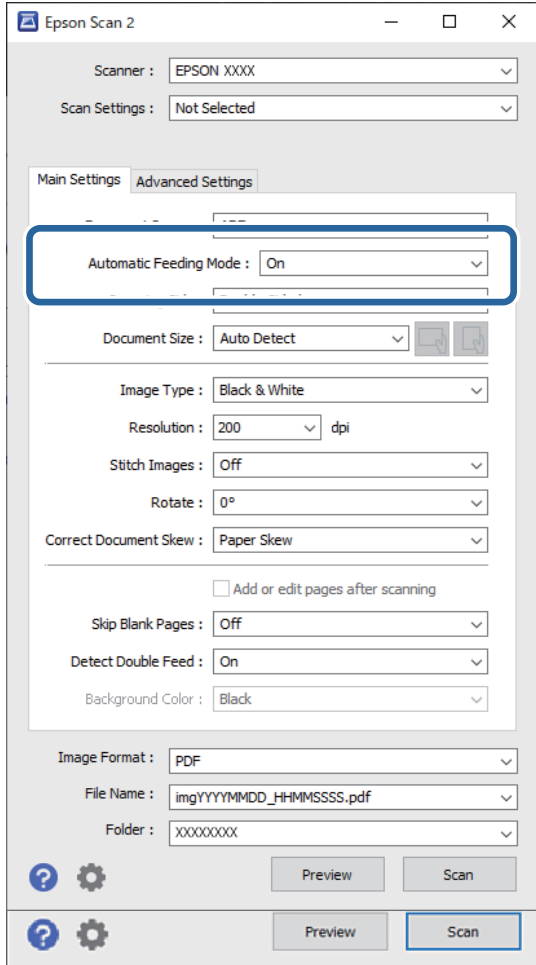 Epson Scan 2
Scanner : EPSON XXXX
Scan Settings : Not Selected
Main Settings Advanced Settings
Automatic Feeding Mode : On
Document Size : Auto Detect
Image Type : Black & White
Resolution : 200 dpi
Stitch Images : Off
Rotate : 0°
Correct Document Skew : Paper Skew
Add or edit pages after scanning
Skip Blank Pages : Off
Detect Double Feed : On
Background Color : Black
Image Format : PDF
File Name : imgYYYYMMDD_HHMMSSSS.pdf
Folder : XXXXXXXX
? Preview Scan
? Preview Scan